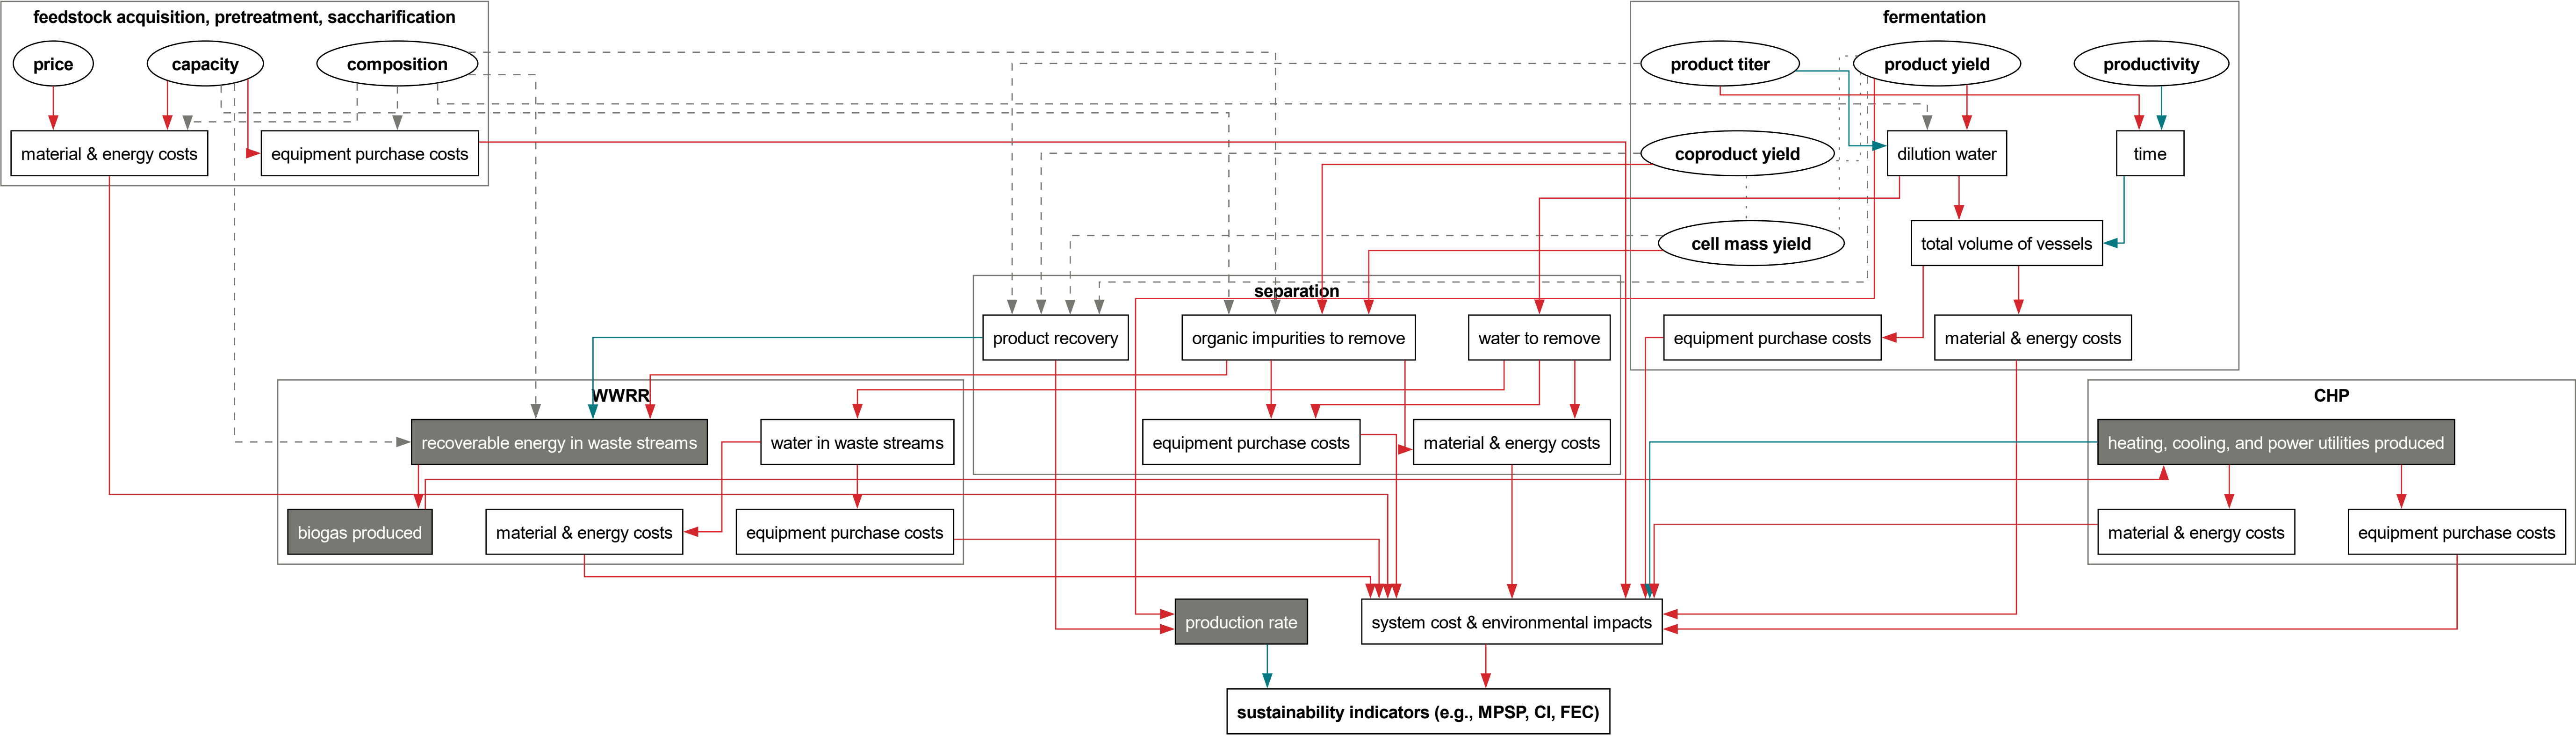 feedstock acquisition, pretreatment, saccharification
price
capacity
composition
material & energy costs
equipment purchase costs
fermentation
product titer
product yield
productivity
coproduct yield
dilution water
time
cell mass yield
total volume of vessels
equipment purchase costs
material & energy costs
separation
product recovery
organic impurities to remove
water to remove
equipment purchase costs
material & energy costs
WWRR
recoverable energy in waste streams
water in waste streams
biogas produced
material & energy costs
equipment purchase costs
CHP
heating, cooling, and power utilities produced
material & energy costs
equipment purchase costs
production rate
system cost & environmental impacts
sustainability indicators (e.g., MPSP, CI, FEC)